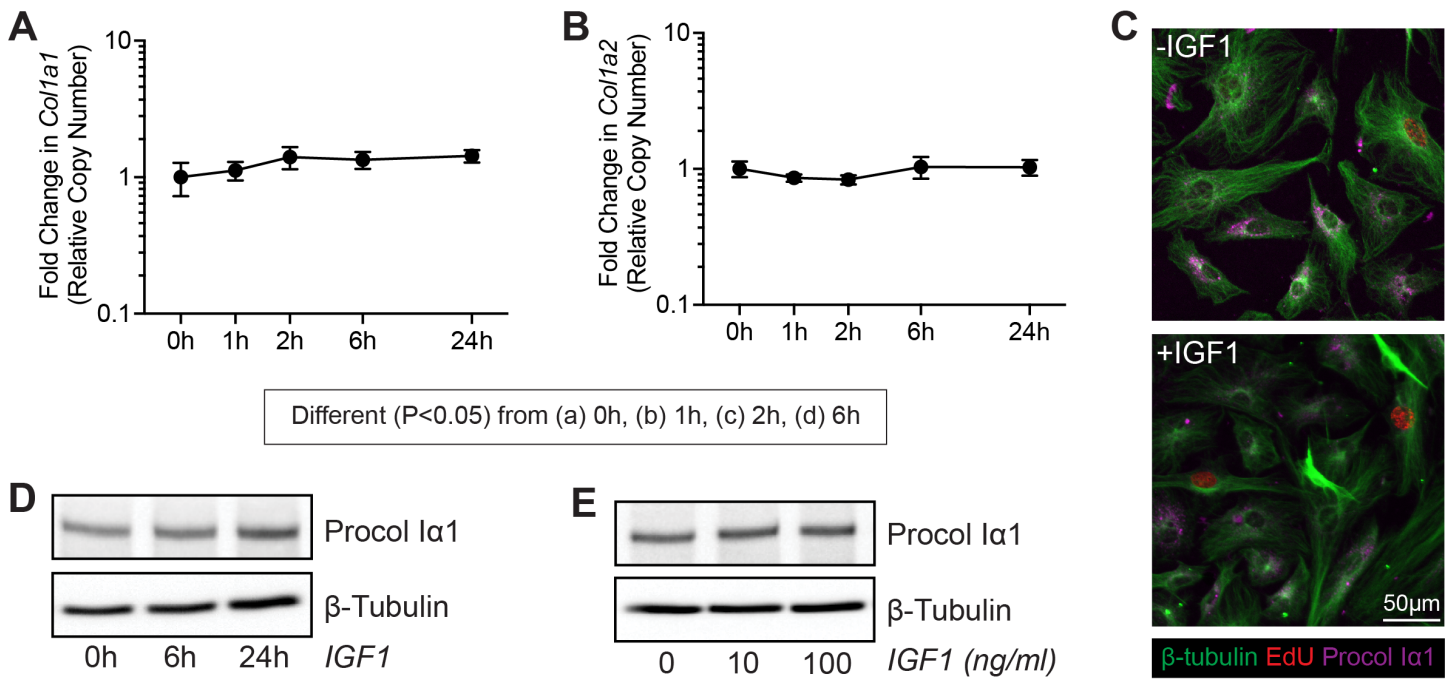 A
Fold Change in Col1a1
(Relative Copy Number)
10
1
0.1
0h 1h 2h 6h 24h
B
Fold Change in Col1a2
(Relative Copy Number)
10
1
0.1
0h 1h 2h 6h 24h
C
-IGF1
+IGF1
50μm
β-tubulin EdU Procol Iα1
Different (P<0.05) from (a) 0h, (b) 1h, (c) 2h, (d) 6h
D
Procol Iα1
β-Tubulin
0h 6h 24h IGF1
E
Procol Iα1
β-Tubulin
0 10 100 IGF1 (ng/ml)